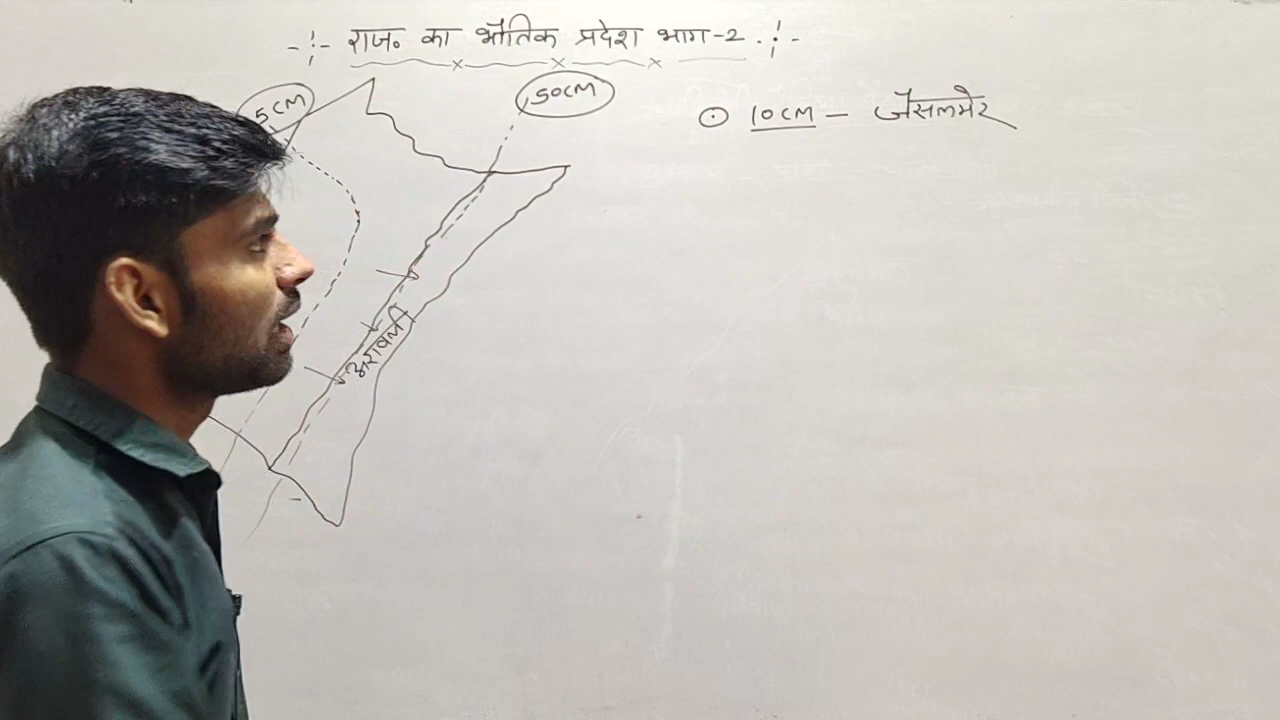 -:- राज० का भौतिक प्रदेश भाग-2 -:-
5CM
50CM
⊙ 10CM - जैसलमेर
अरावली